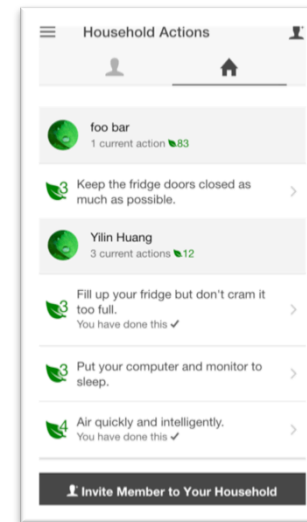 Household Actions
foo bar
1 current action 83
3 Keep the fridge doors closed as
much as possible.
Yilin Huang
3 current actions 12
Fill up your fridge but don't cram it
3 too full.
You have done this ✓
3 Put your computer and monitor to
sleep.
4 Air quickly and intelligently.
You have done this ✓
Invite Member to Your Household